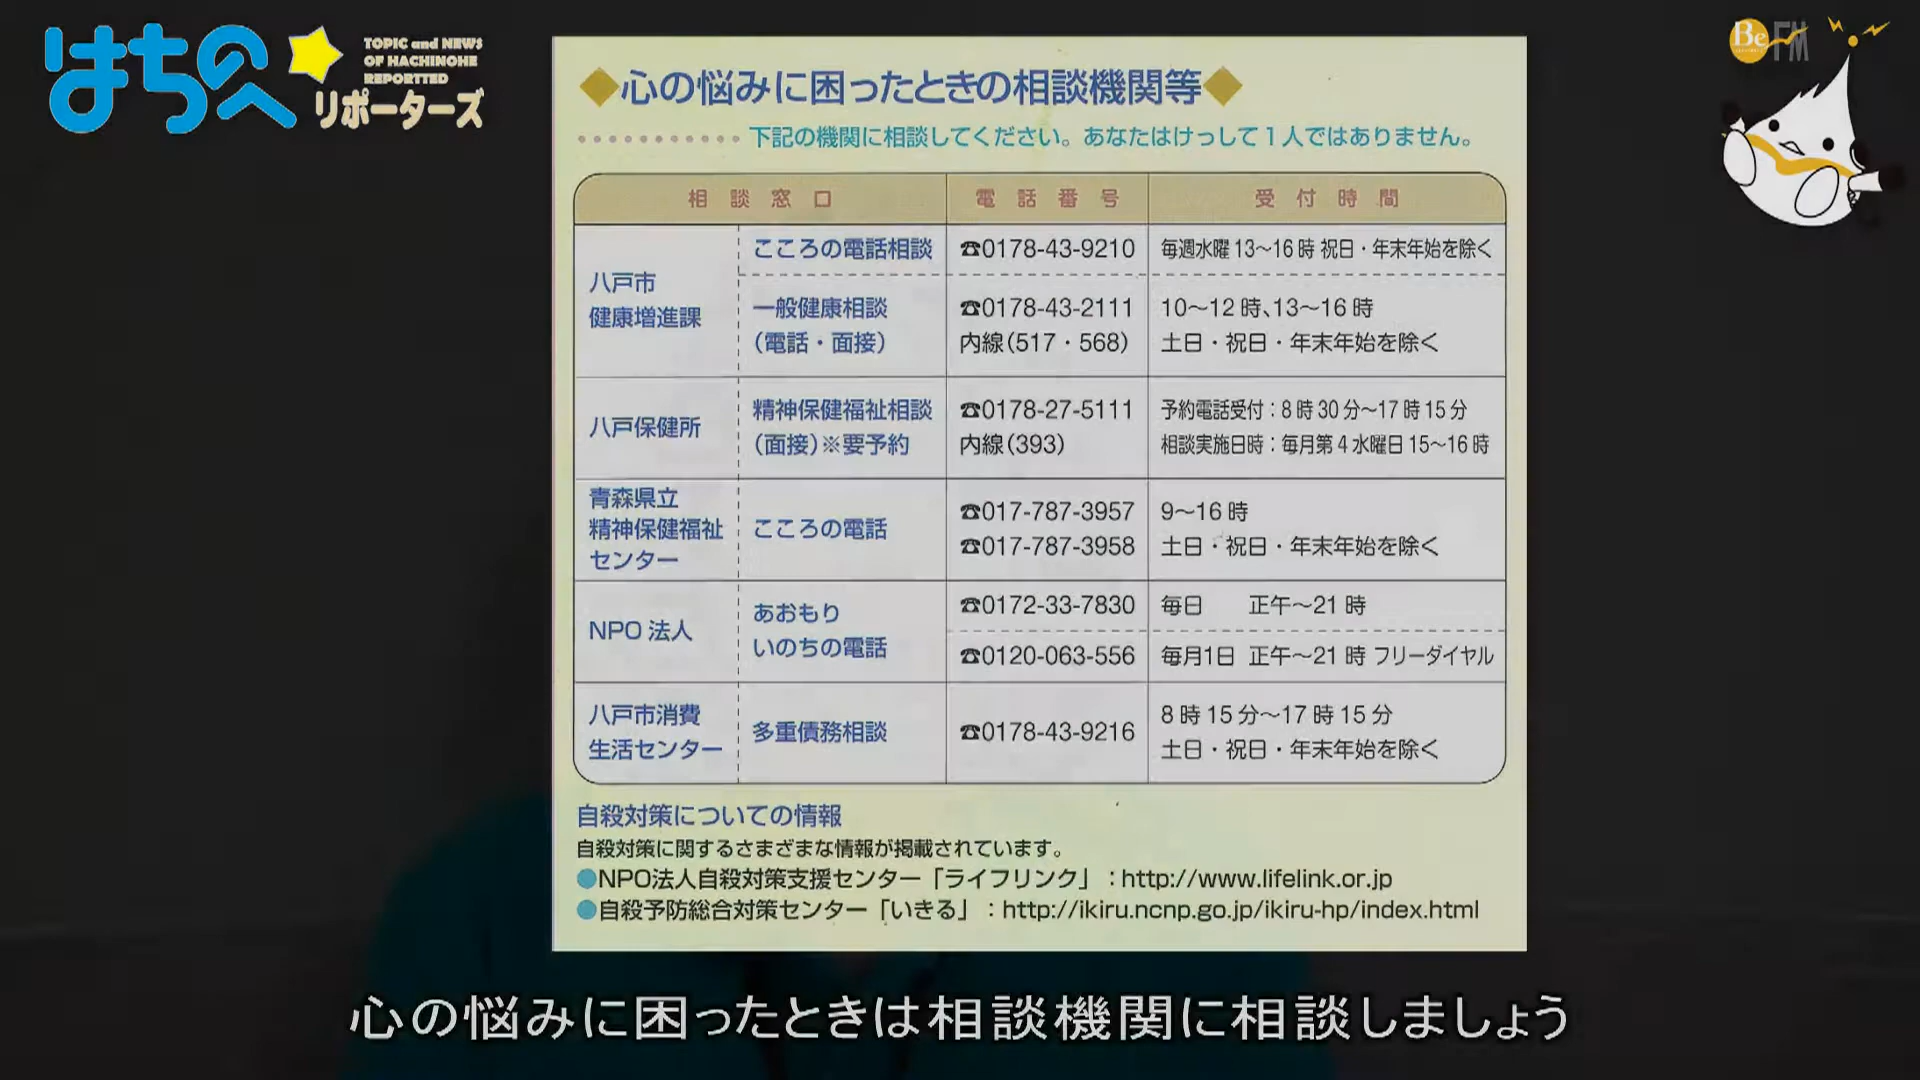 はちのへ
リポーターズ
TOPIC and NEWS
OF HACHINOHE
REPORTTED
Be FM
◆心の悩みに困ったときの相談機関等◆
下記の機関に相談してください。あなたはけっして1人ではありません。
相談窓口 電話番号 受付時間
八戸市
健康増進課
こころの電話相談 ☎0178-43-9210 毎週水曜13〜16時 祝日・年末年始を除く
一般健康相談 ☎0178-43-2111 10〜12時、13〜16時
（電話・面接） 内線（517・568） 土日・祝日・年末年始を除く
八戸保健所
精神保健福祉相談 ☎0178-27-5111 予約電話受付：8時30分〜17時15分
（面接）※要予約 内線（393） 相談実施日時：毎月第4水曜日15〜16時
青森県立
精神保健福祉
センター
こころの電話
☎017-787-3957 9〜16時
☎017-787-3958 土日・祝日・年末年始を除く
NPO法人
あおもり
いのちの電話
☎0172-33-7830 毎日 正午〜21時
☎0120-063-556 毎月1日 正午〜21時 フリーダイヤル
八戸市消費
生活センター
多重債務相談 ☎0178-43-9216
8時15分〜17時15分
土日・祝日・年末年始を除く
自殺対策についての情報
自殺対策に関するさまざまな情報が掲載されています。
●NPO法人自殺対策支援センター「ライフリンク」：http://www.lifelink.or.jp
●自殺予防総合対策センター「いきる」：http://ikiru.ncnp.go.jp/ikiru-hp/index.html
心の悩みに困ったときは相談機関に相談しましょう